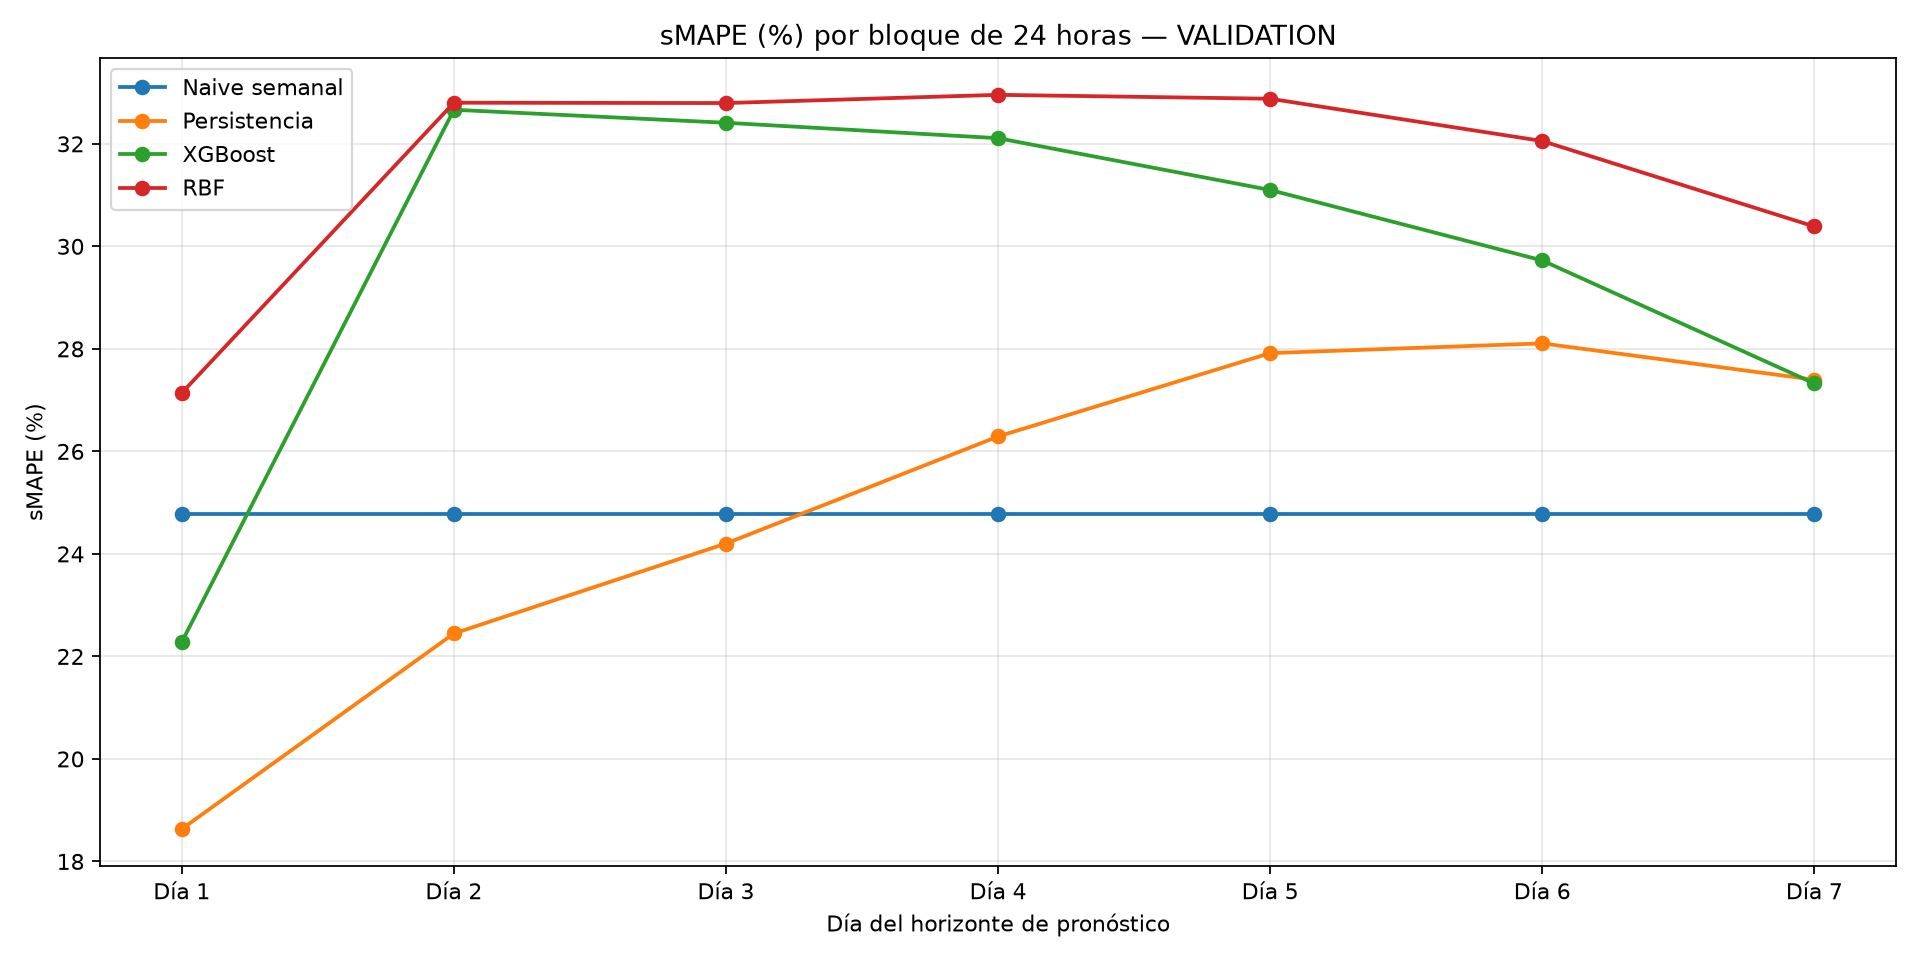 sMAPE (%) por bloque de 24 horas — VALIDATION
Naive semanal
Persistencia
XGBoost
RBF
sMAPE (%)
32
30
28
26
24
22
20
18
Día 1 Día 2 Día 3 Día 4 Día 5 Día 6 Día 7
Día del horizonte de pronóstico